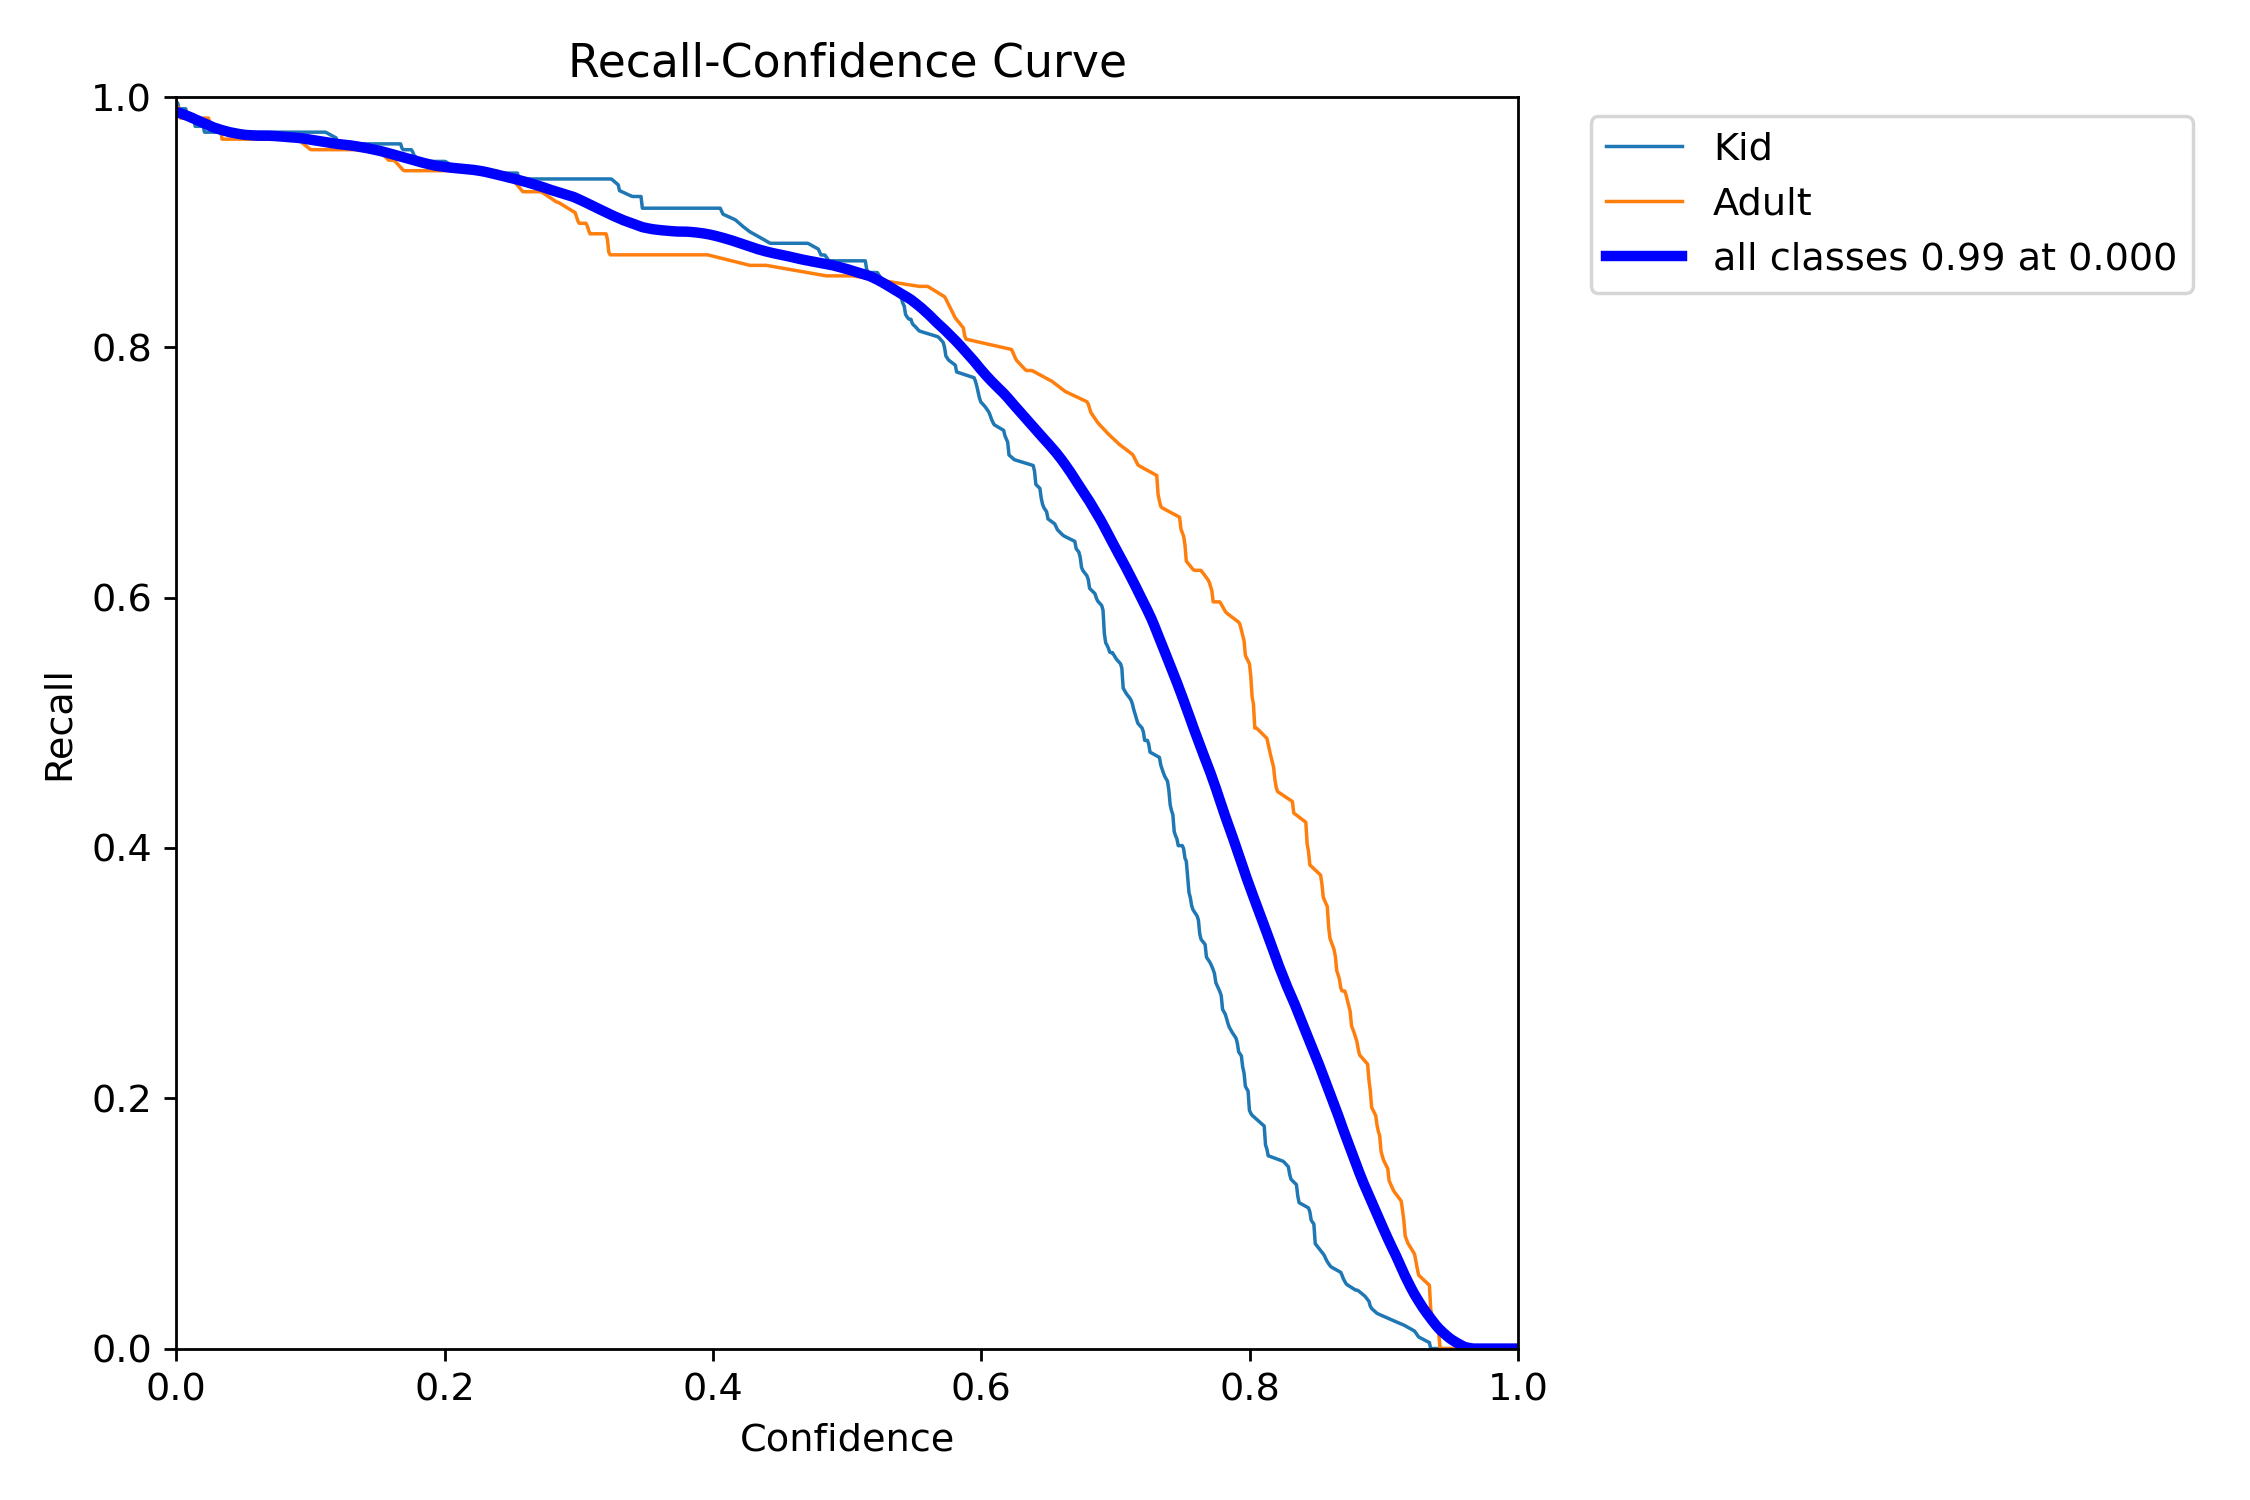 Recall-Confidence Curve
1.0
0.8
0.6
0.4
0.2
0.0
Recall
0.0 0.2 0.4 0.6 0.8 1.0
Confidence
Kid
Adult
all classes 0.99 at 0.000